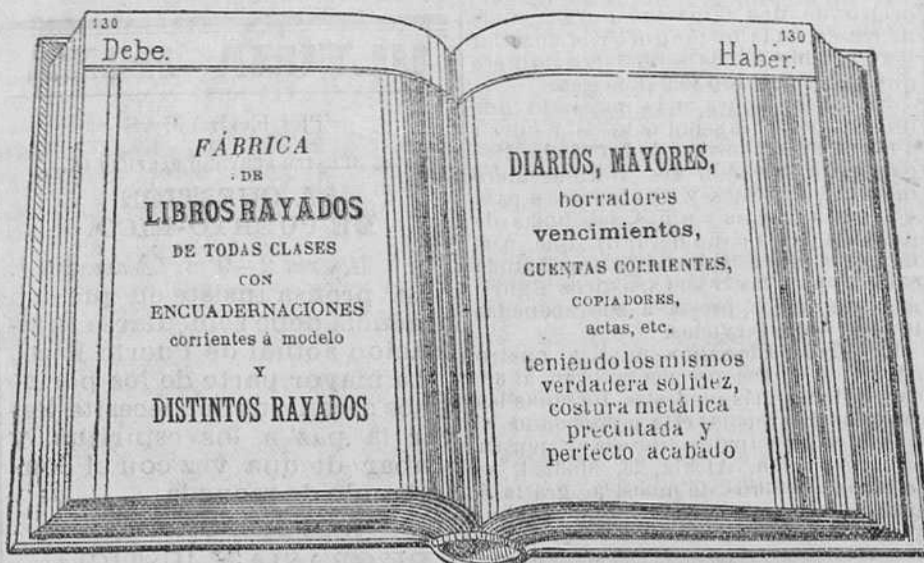 130
Debe.
FÁBRICA
DE
LIBROS RAYADOS
DE TODAS CLASES
CON
ENCUADERNACIONES
corrientes á modelo
Y
DISTINTOS RAYADOS
130
Haber.
DIARIOS, MAYORES,
borradores
vencimientos,
CUENTAS CORRIENTES,
COPIADORES,
actas, etc.
teniendo los mismos
verdadera solidez,
costura metálica
precintada y
perfecto acabado